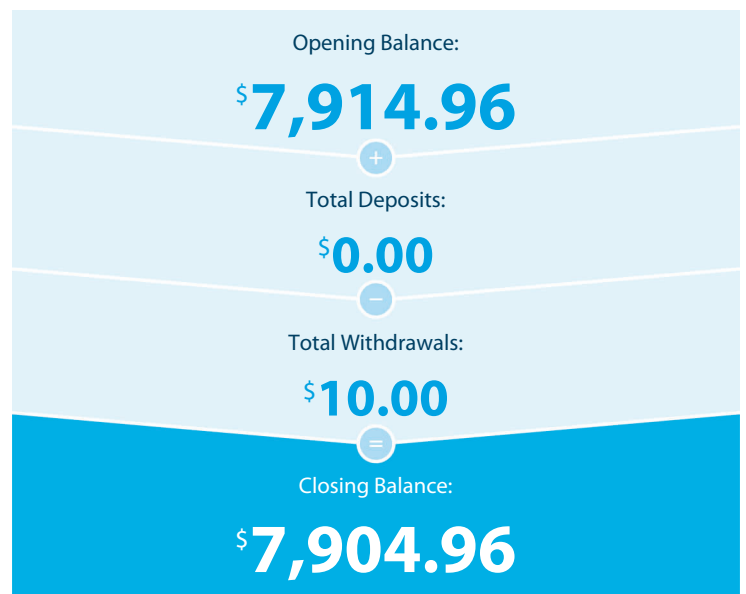 Opening Balance:
$7,914.96
+
Total Deposits:
$0.00
−
Total Withdrawals:
$10.00
=
Closing Balance:
$7,904.96